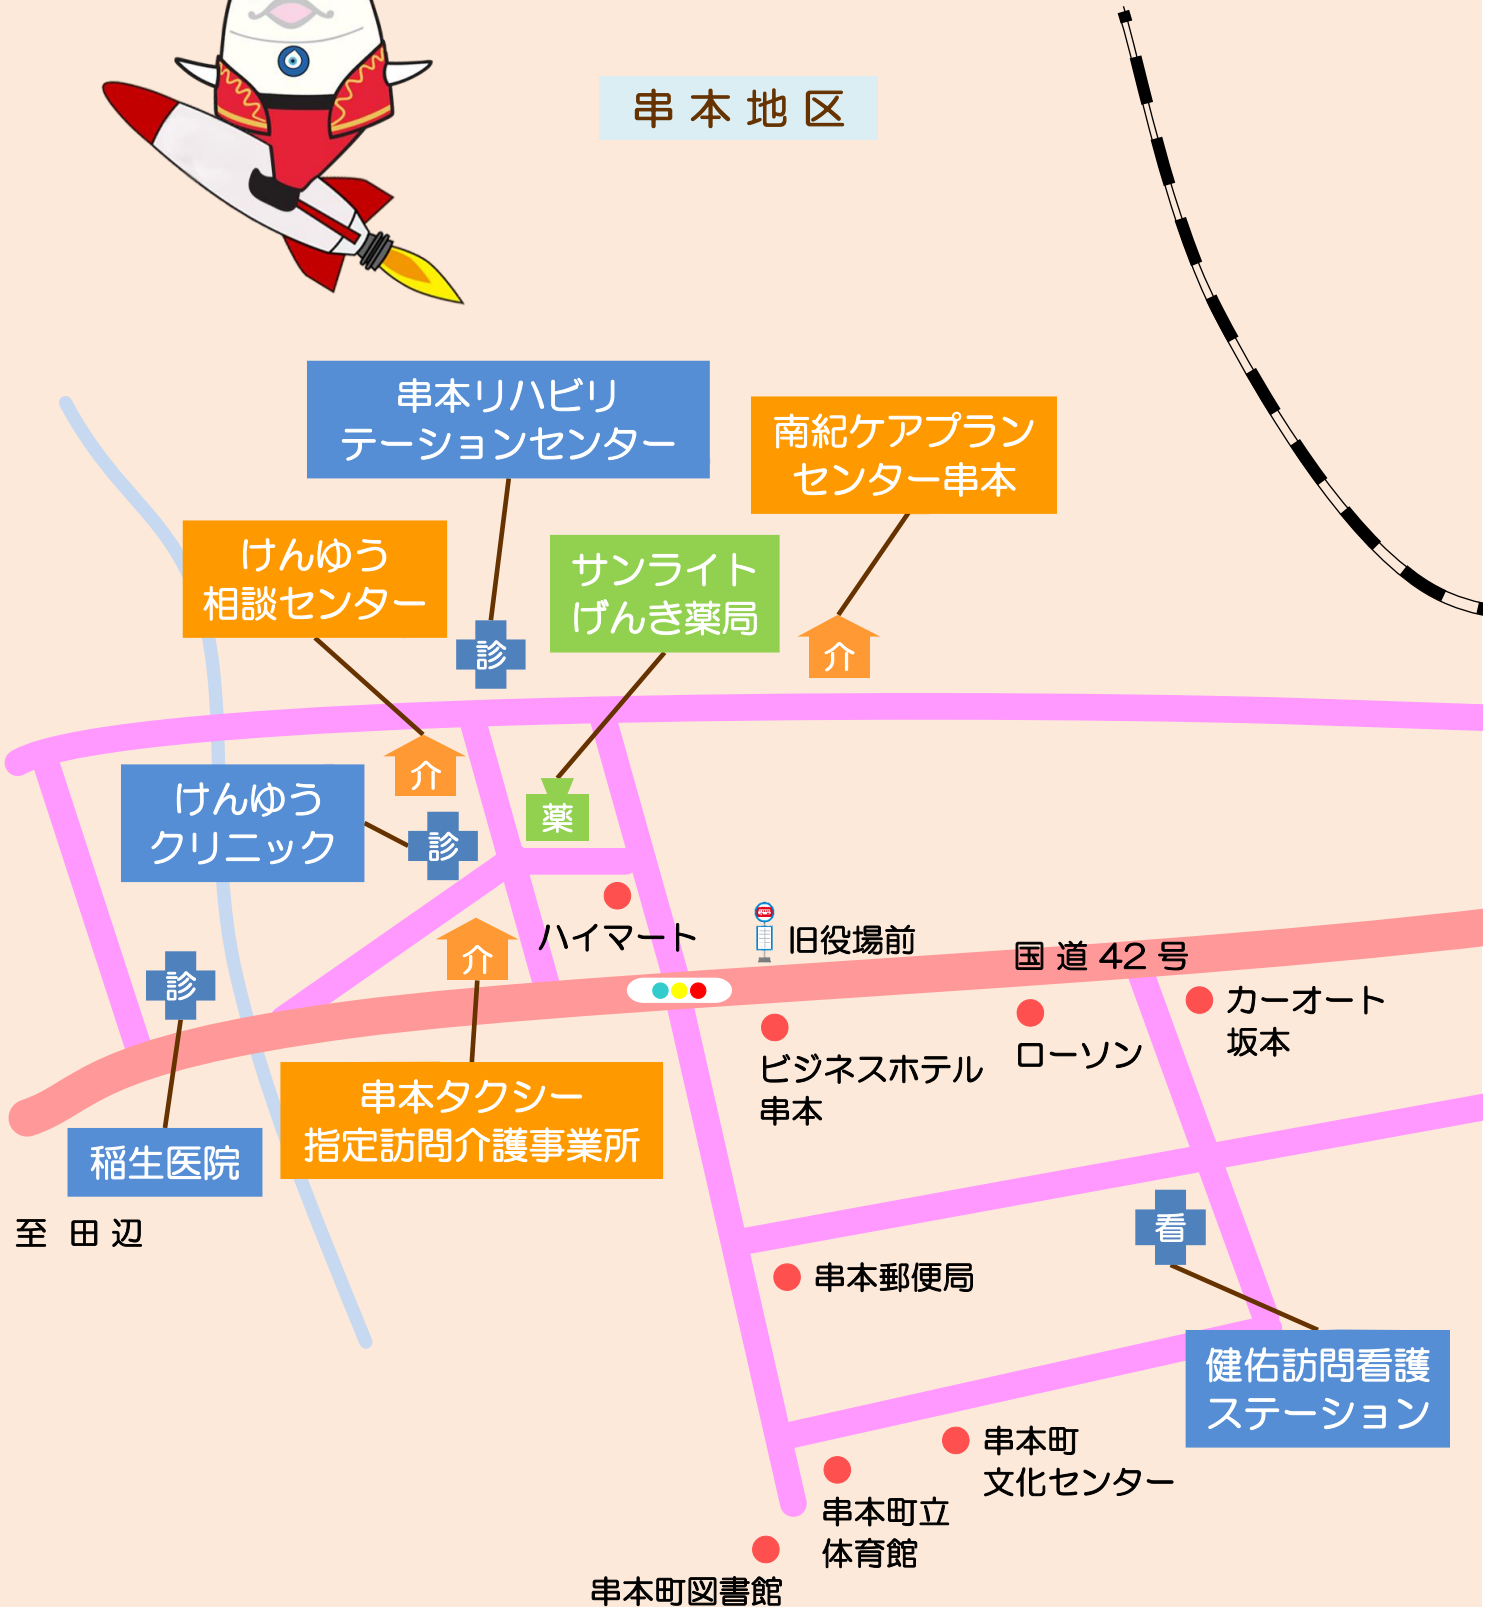 串本地区
串本リハビリ
テーションセンター
南紀ケアプラン
センター串本
けんゆう
相談センター
サンライト
げんき薬局
診
介
介
けんゆう
クリニック
薬
診
ハイマート
旧役場前
国道42号
介
診
カーオート
坂本
ローソン
ビジネスホテル
串本
串本タクシー
指定訪問介護事業所
稲生医院
至 田辺
看
串本郵便局
健佑訪問看護
ステーション
串本町
文化センター
串本町立
体育館
串本町図書館